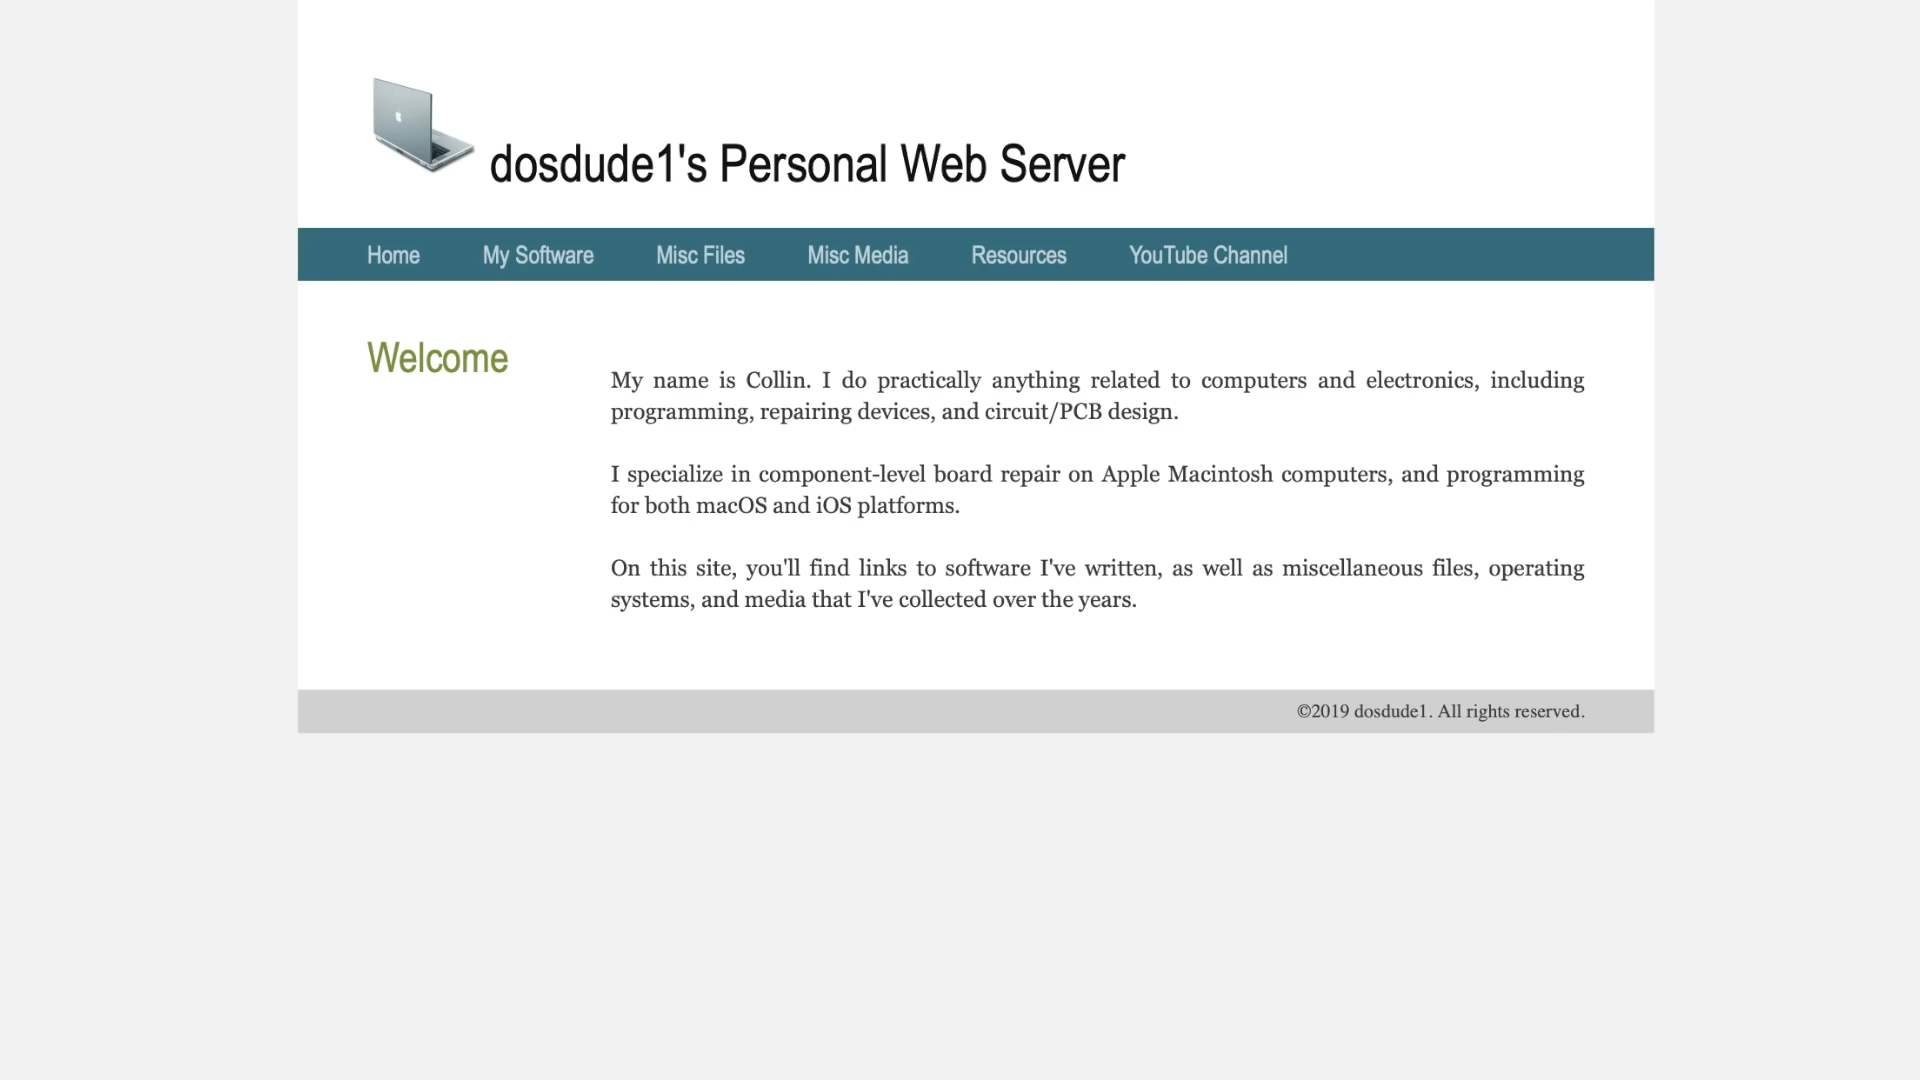 dosdude1's Personal Web Server
Home My Software Misc Files Misc Media Resources YouTube Channel
Welcome
My name is Collin. I do practically anything related to computers and electronics, including
programming, repairing devices, and circuit/PCB design.
I specialize in component-level board repair on Apple Macintosh computers, and programming
for both macOS and iOS platforms.
On this site, you'll find links to software I've written, as well as miscellaneous files, operating
systems, and media that I've collected over the years.
©2019 dosdude1. All rights reserved.